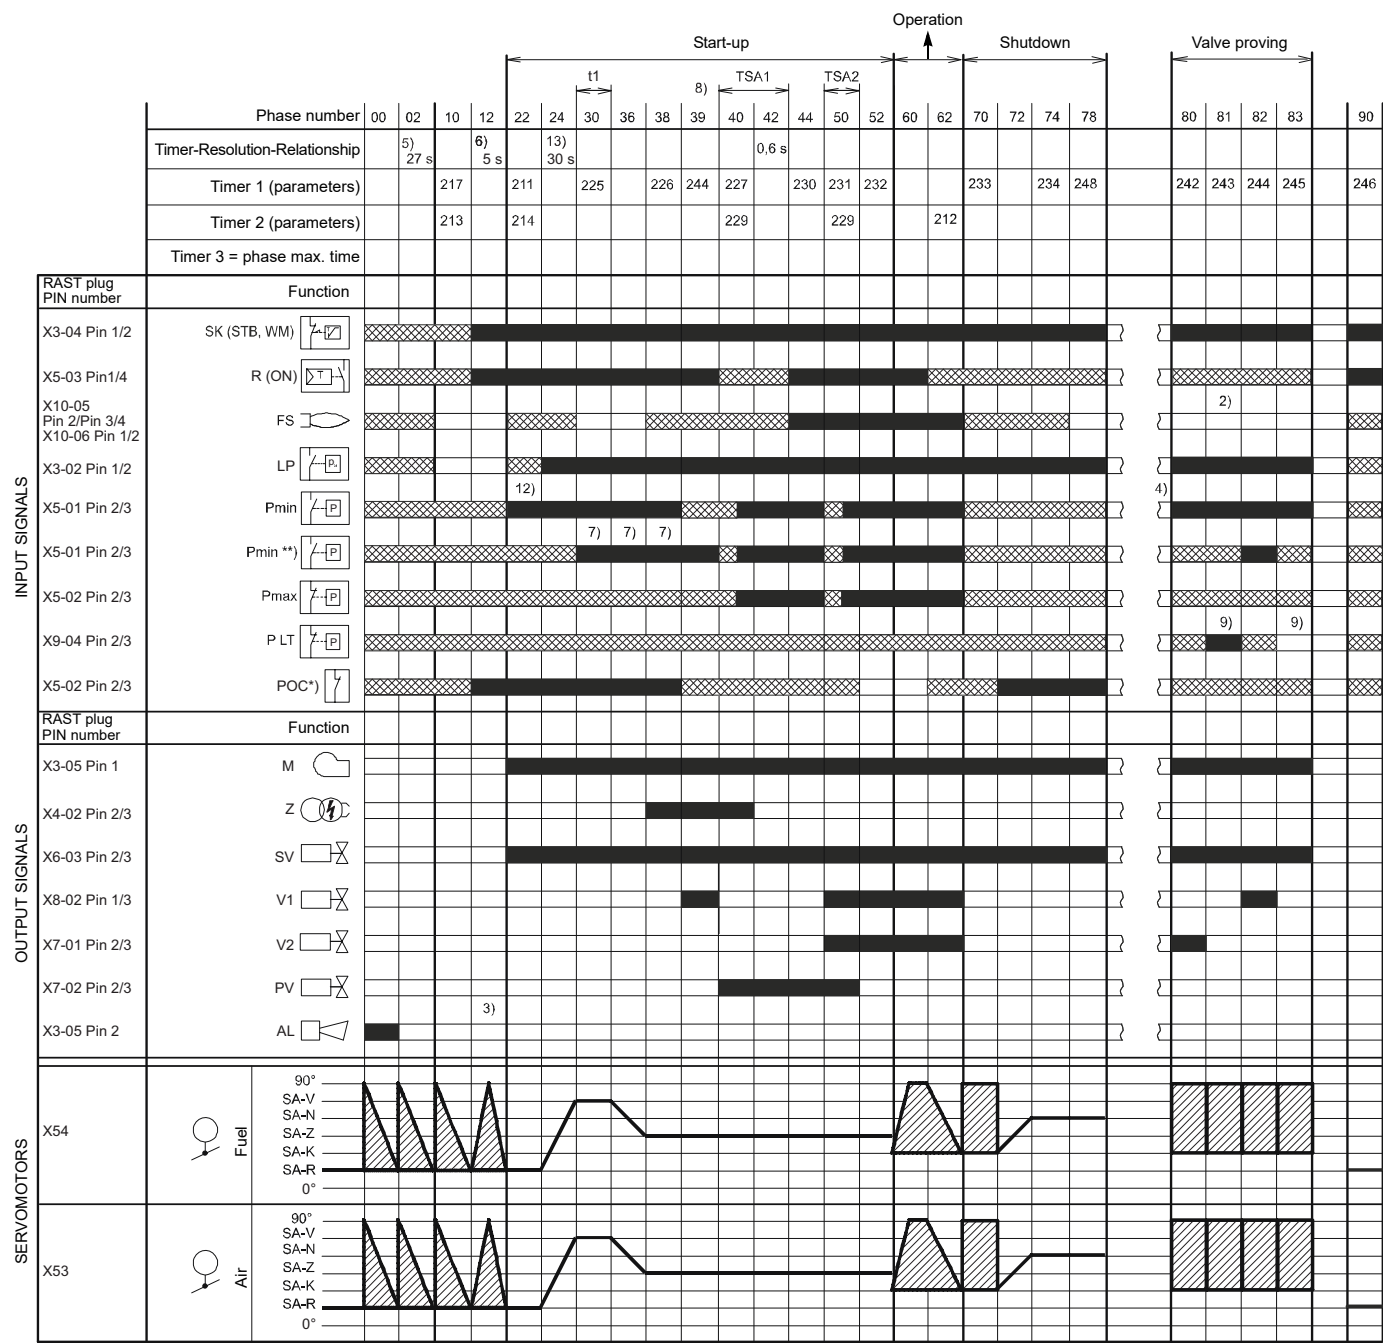 Operation
Start-up Shutdown Valve proving
t1 8) TSA1 TSA2
Phase number 00 02 10 12 22 24 30 36 38 39 40 42 44 50 52 60 62 70 72 74 78 80 81 82 83 90
Timer-Resolution-Relationship 5) 27 s 6) 5 s 13) 30 s 0,6 s
Timer 1 (parameters) 217 211 225 226 244 227 230 231 232 233 234 248 242 243 244 245 246
Timer 2 (parameters) 213 214 229 229 212
Timer 3 = phase max. time
RAST plug
PIN number Function
INPUT SIGNALS
X3-04 Pin 1/2 SK (STB, WM)
X5-03 Pin1/4 R (ON) T
X10-05
Pin 2/Pin 3/4
X10-06 Pin 1/2 FS 2)
X3-02 Pin 1/2 LP
12) 4)
X5-01 Pin 2/3 Pmin P
7) 7) 7)
X5-01 Pin 2/3 Pmin **) P
X5-02 Pin 2/3 Pmax P
9) 9)
X9-04 Pin 2/3 P LT P
X5-02 Pin 2/3 POC*)
RAST plug
PIN number Function
OUTPUT SIGNALS
X3-05 Pin 1 M
X4-02 Pin 2/3 Z
X6-03 Pin 2/3 SV
X8-02 Pin 1/3 V1
X7-01 Pin 2/3 V2
X7-02 Pin 2/3 PV
3)
X3-05 Pin 2 AL
SERVOMOTORS
X54 Fuel
90°
SA-V
SA-N
SA-Z
SA-K
SA-R
0°
X53 Air
90°
SA-V
SA-N
SA-Z
SA-K
SA-R
0°